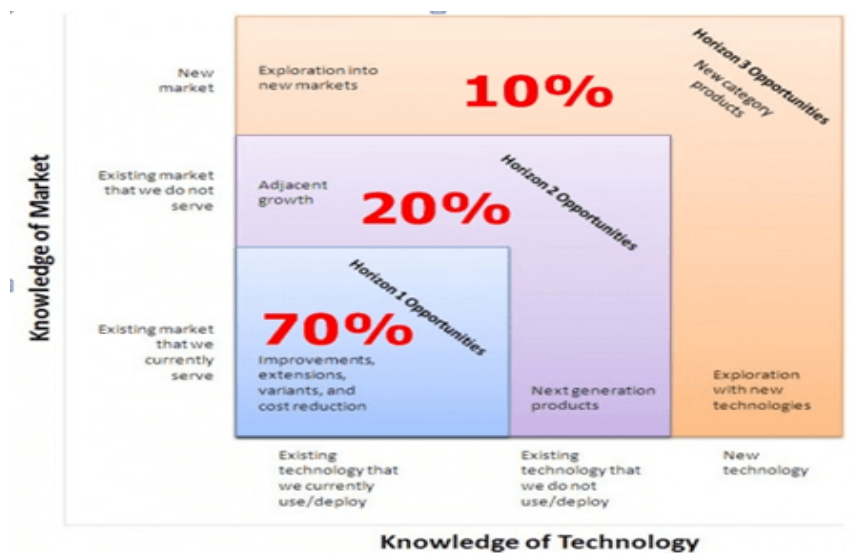 Knowledge of Market
New
market
Exploration into
new markets
10%
Horizon 3 Opportunities
New category
products
Existing market
that we do not
serve
Adjacent
growth
20%
Horizon 2 Opportunities
Existing market
that we
currently
serve
Horizon 1 Opportunities
70%
Improvements,
extensions,
variants, and
cost reduction
Next generation
products
Exploration
with new
technologies
Existing
technology that
we currently
use/deploy
Existing
technology that
we do not
use/deploy
New
technology
Knowledge of Technology